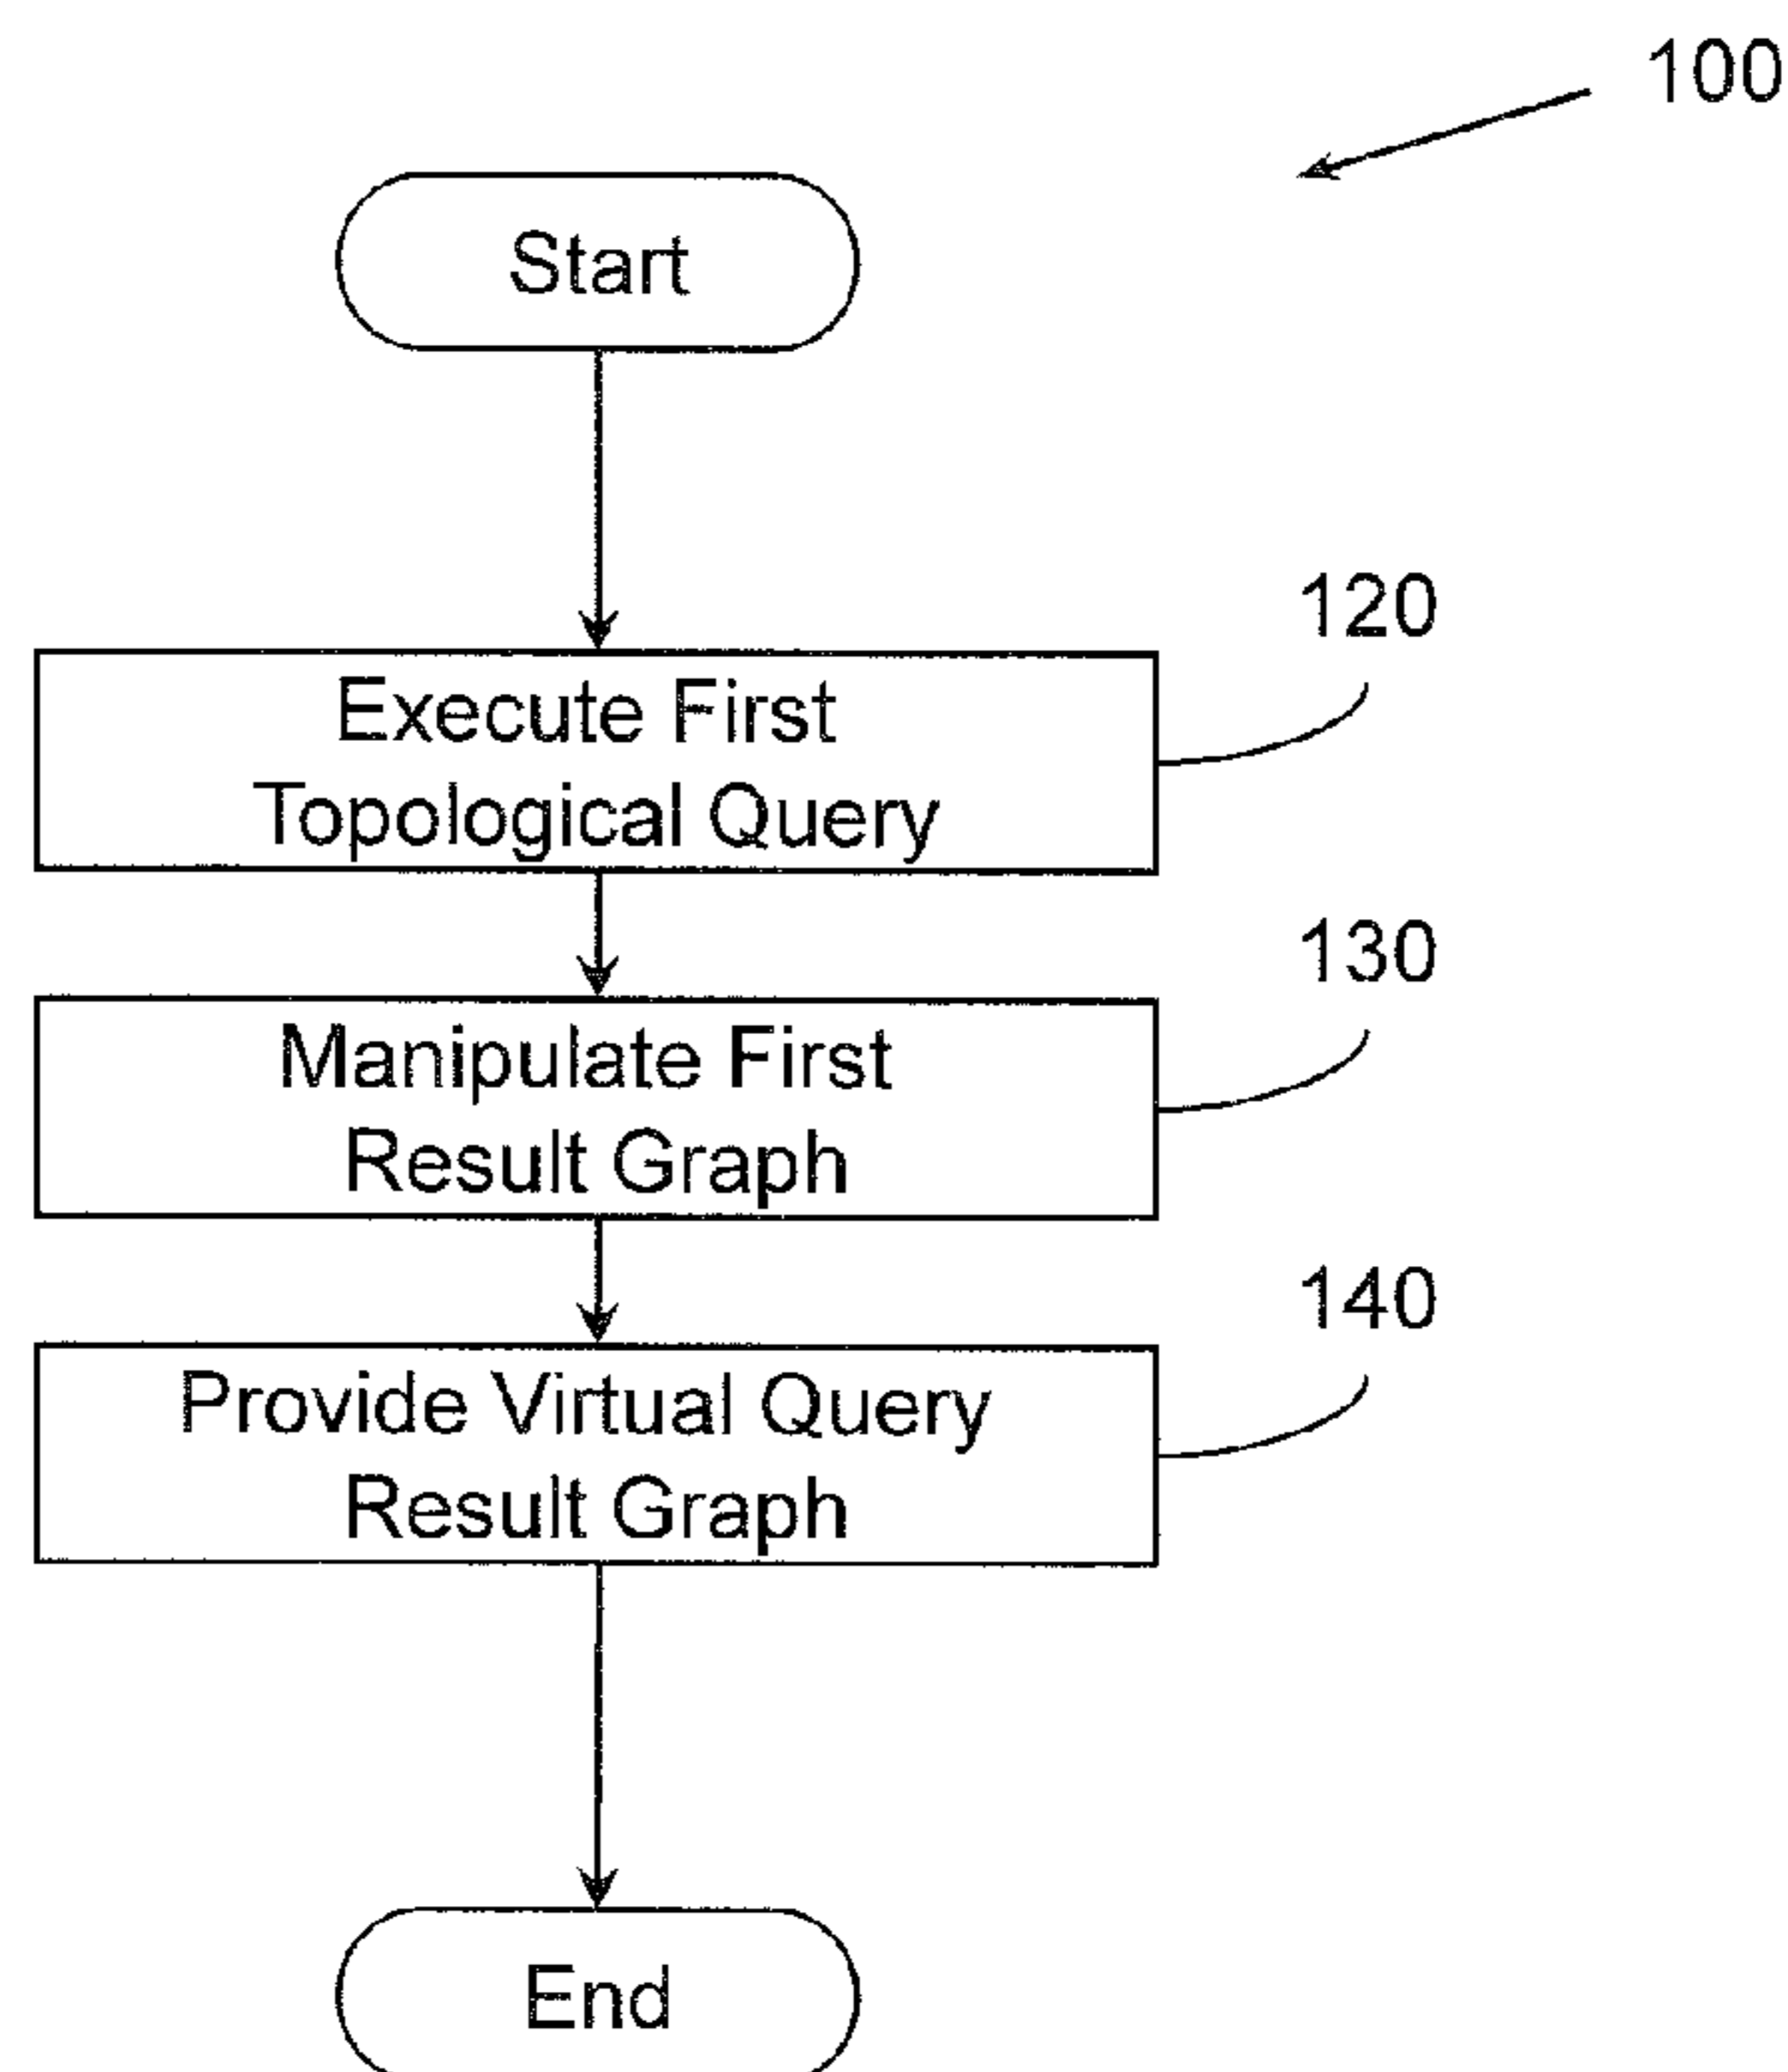 100
Start
120
Execute First
Topological Query
130
Manipulate First
Result Graph
140
Provide Virtual Query
Result Graph
End